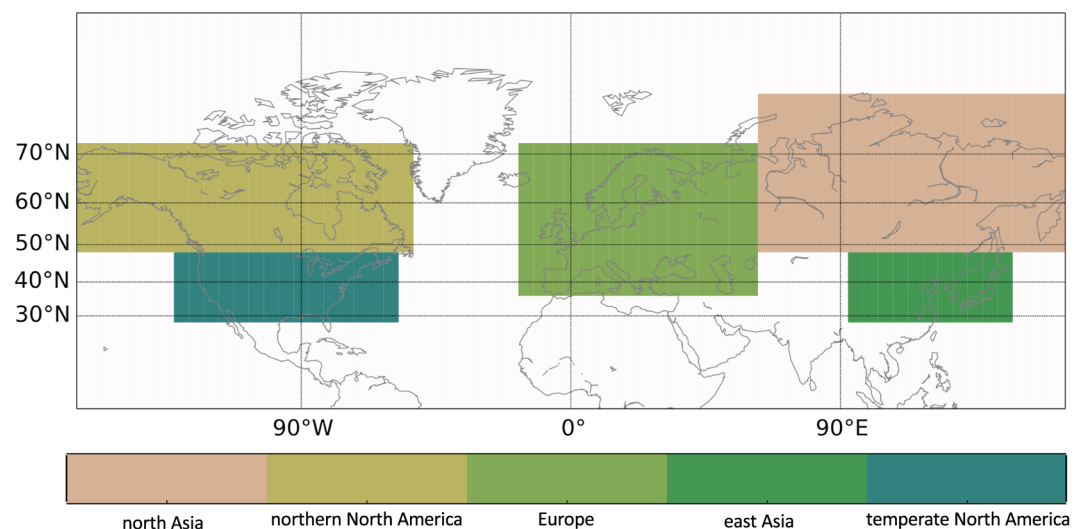 70°N
60°N
50°N
40°N
30°N
90°W 0° 90°E
north Asia northern North America Europe east Asia temperate North America